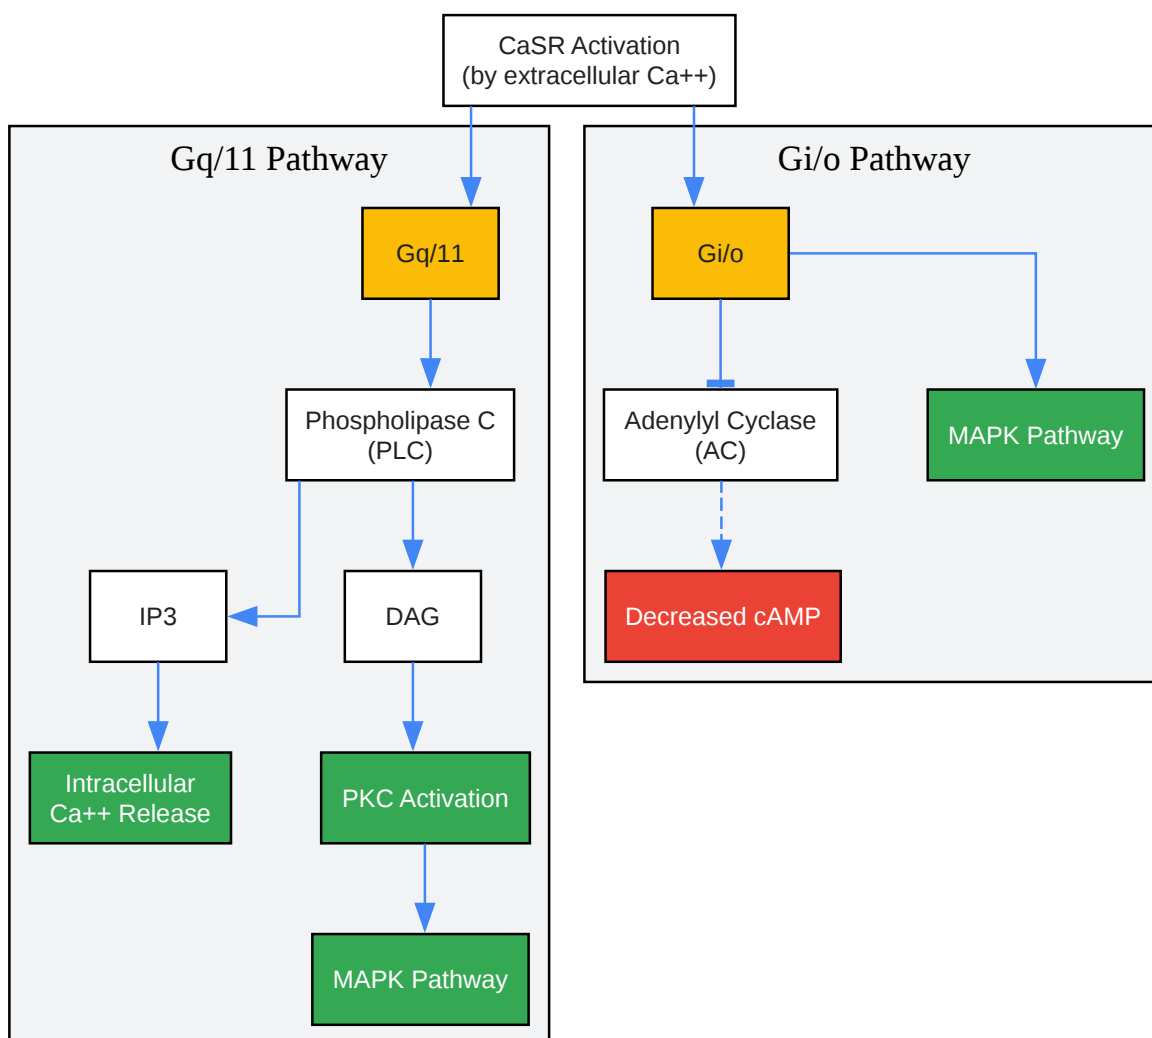 CaSR Activation
(by extracellular Ca++)
Gq/11 Pathway
Gq/11
Phospholipase C
(PLC)
IP3
DAG
Intracellular
Ca++ Release
PKC Activation
MAPK Pathway
Gi/o Pathway
Gi/o
Adenylyl Cyclase
(AC)
MAPK Pathway
Decreased cAMP